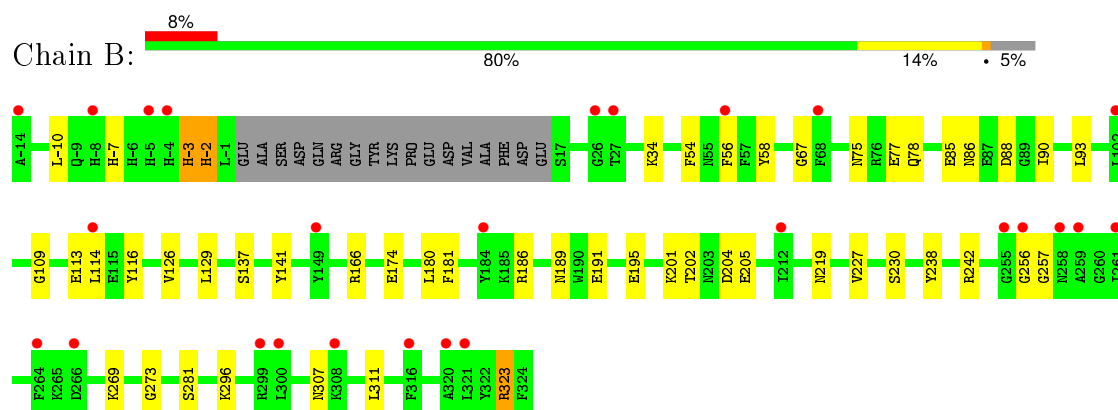 8%
Chain B:
80% 14% • 5%
A-14 L-10 Q-9 H-8 H-7 H-6 H-5 H-4 H-3 H-2 L-1 GLU ALA SER ASP GLN ARG GLY TYR LYS PRO GLU ASP VAL ALA PHE ASP GLU S17 G26 T27 K34 F54 N55 F56 F57 Y58 G67 F68 N75 R76 E77 Q78 E85 N86 E87 D88 G89 I90 L93
G109 E113 L114 E115 Y116 V126 L129 S137 Y141 Y149 R166 E174 L180 F181 Y184 K185 R186 N189 W190 E191 E195 K201 T202 N203 D204 E205 I212 N219 V227 S230 Y238 R242 G255 G256 G257 N258 A259 G260 I261
F264 K265 D266 K269 G273 S281 K296 R299 L300 N307 K308 L311 F316 A320 L321 Y322 R323 F324